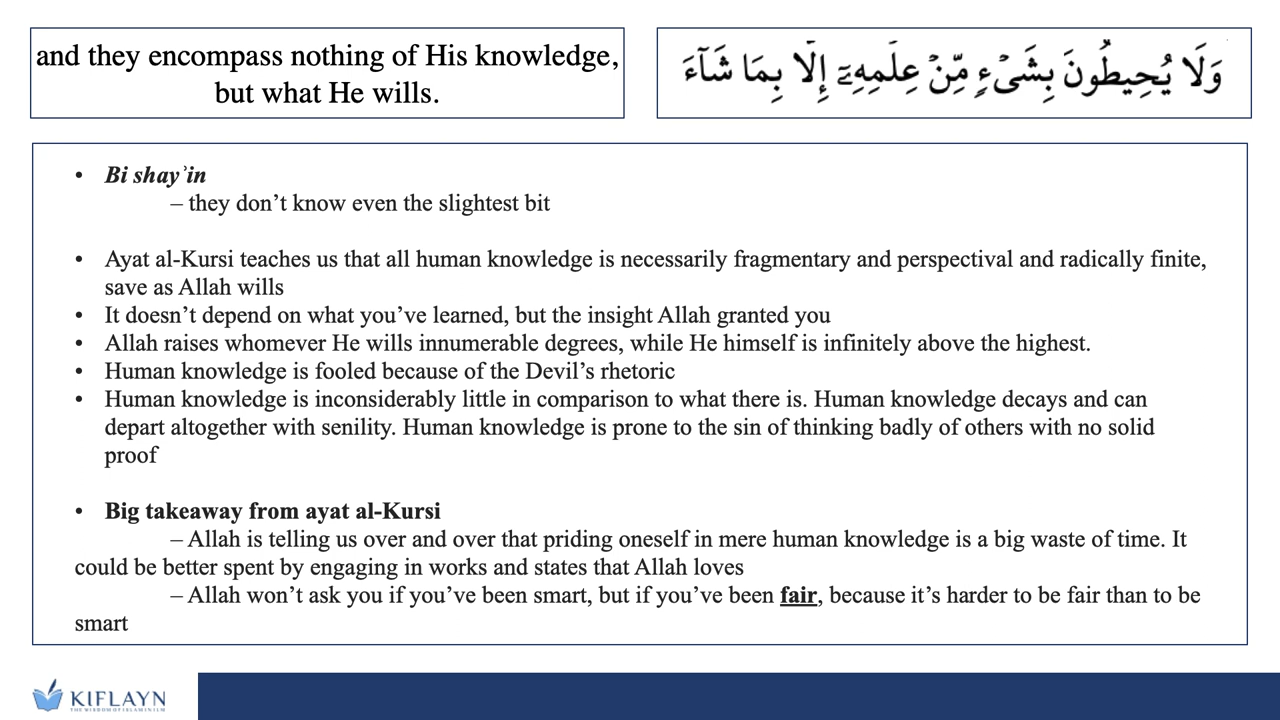 and they encompass nothing of His knowledge,
but what He wills.
وَلَا يُحِيطُونَ بِشَىْءٍ مِّنْ عِلْمِهِۦٓ إِلَّا بِمَا شَآءَ
• Bi shayʾin
– they don’t know even the slightest bit
• Ayat al-Kursi teaches us that all human knowledge is necessarily fragmentary and perspectival and radically finite,
save as Allah wills
• It doesn’t depend on what you’ve learned, but the insight Allah granted you
• Allah raises whomever He wills innumerable degrees, while He himself is infinitely above the highest.
• Human knowledge is fooled because of the Devil’s rhetoric
• Human knowledge is inconsiderably little in comparison to what there is. Human knowledge decays and can
depart altogether with senility. Human knowledge is prone to the sin of thinking badly of others with no solid
proof
• Big takeaway from ayat al-Kursi
– Allah is telling us over and over that priding oneself in mere human knowledge is a big waste of time. It
could be better spent by engaging in works and states that Allah loves
– Allah won’t ask you if you’ve been smart, but if you’ve been fair, because it’s harder to be fair than to be
smart
KIFLAYN
THE WISDOM OF ISLAM IN ILM